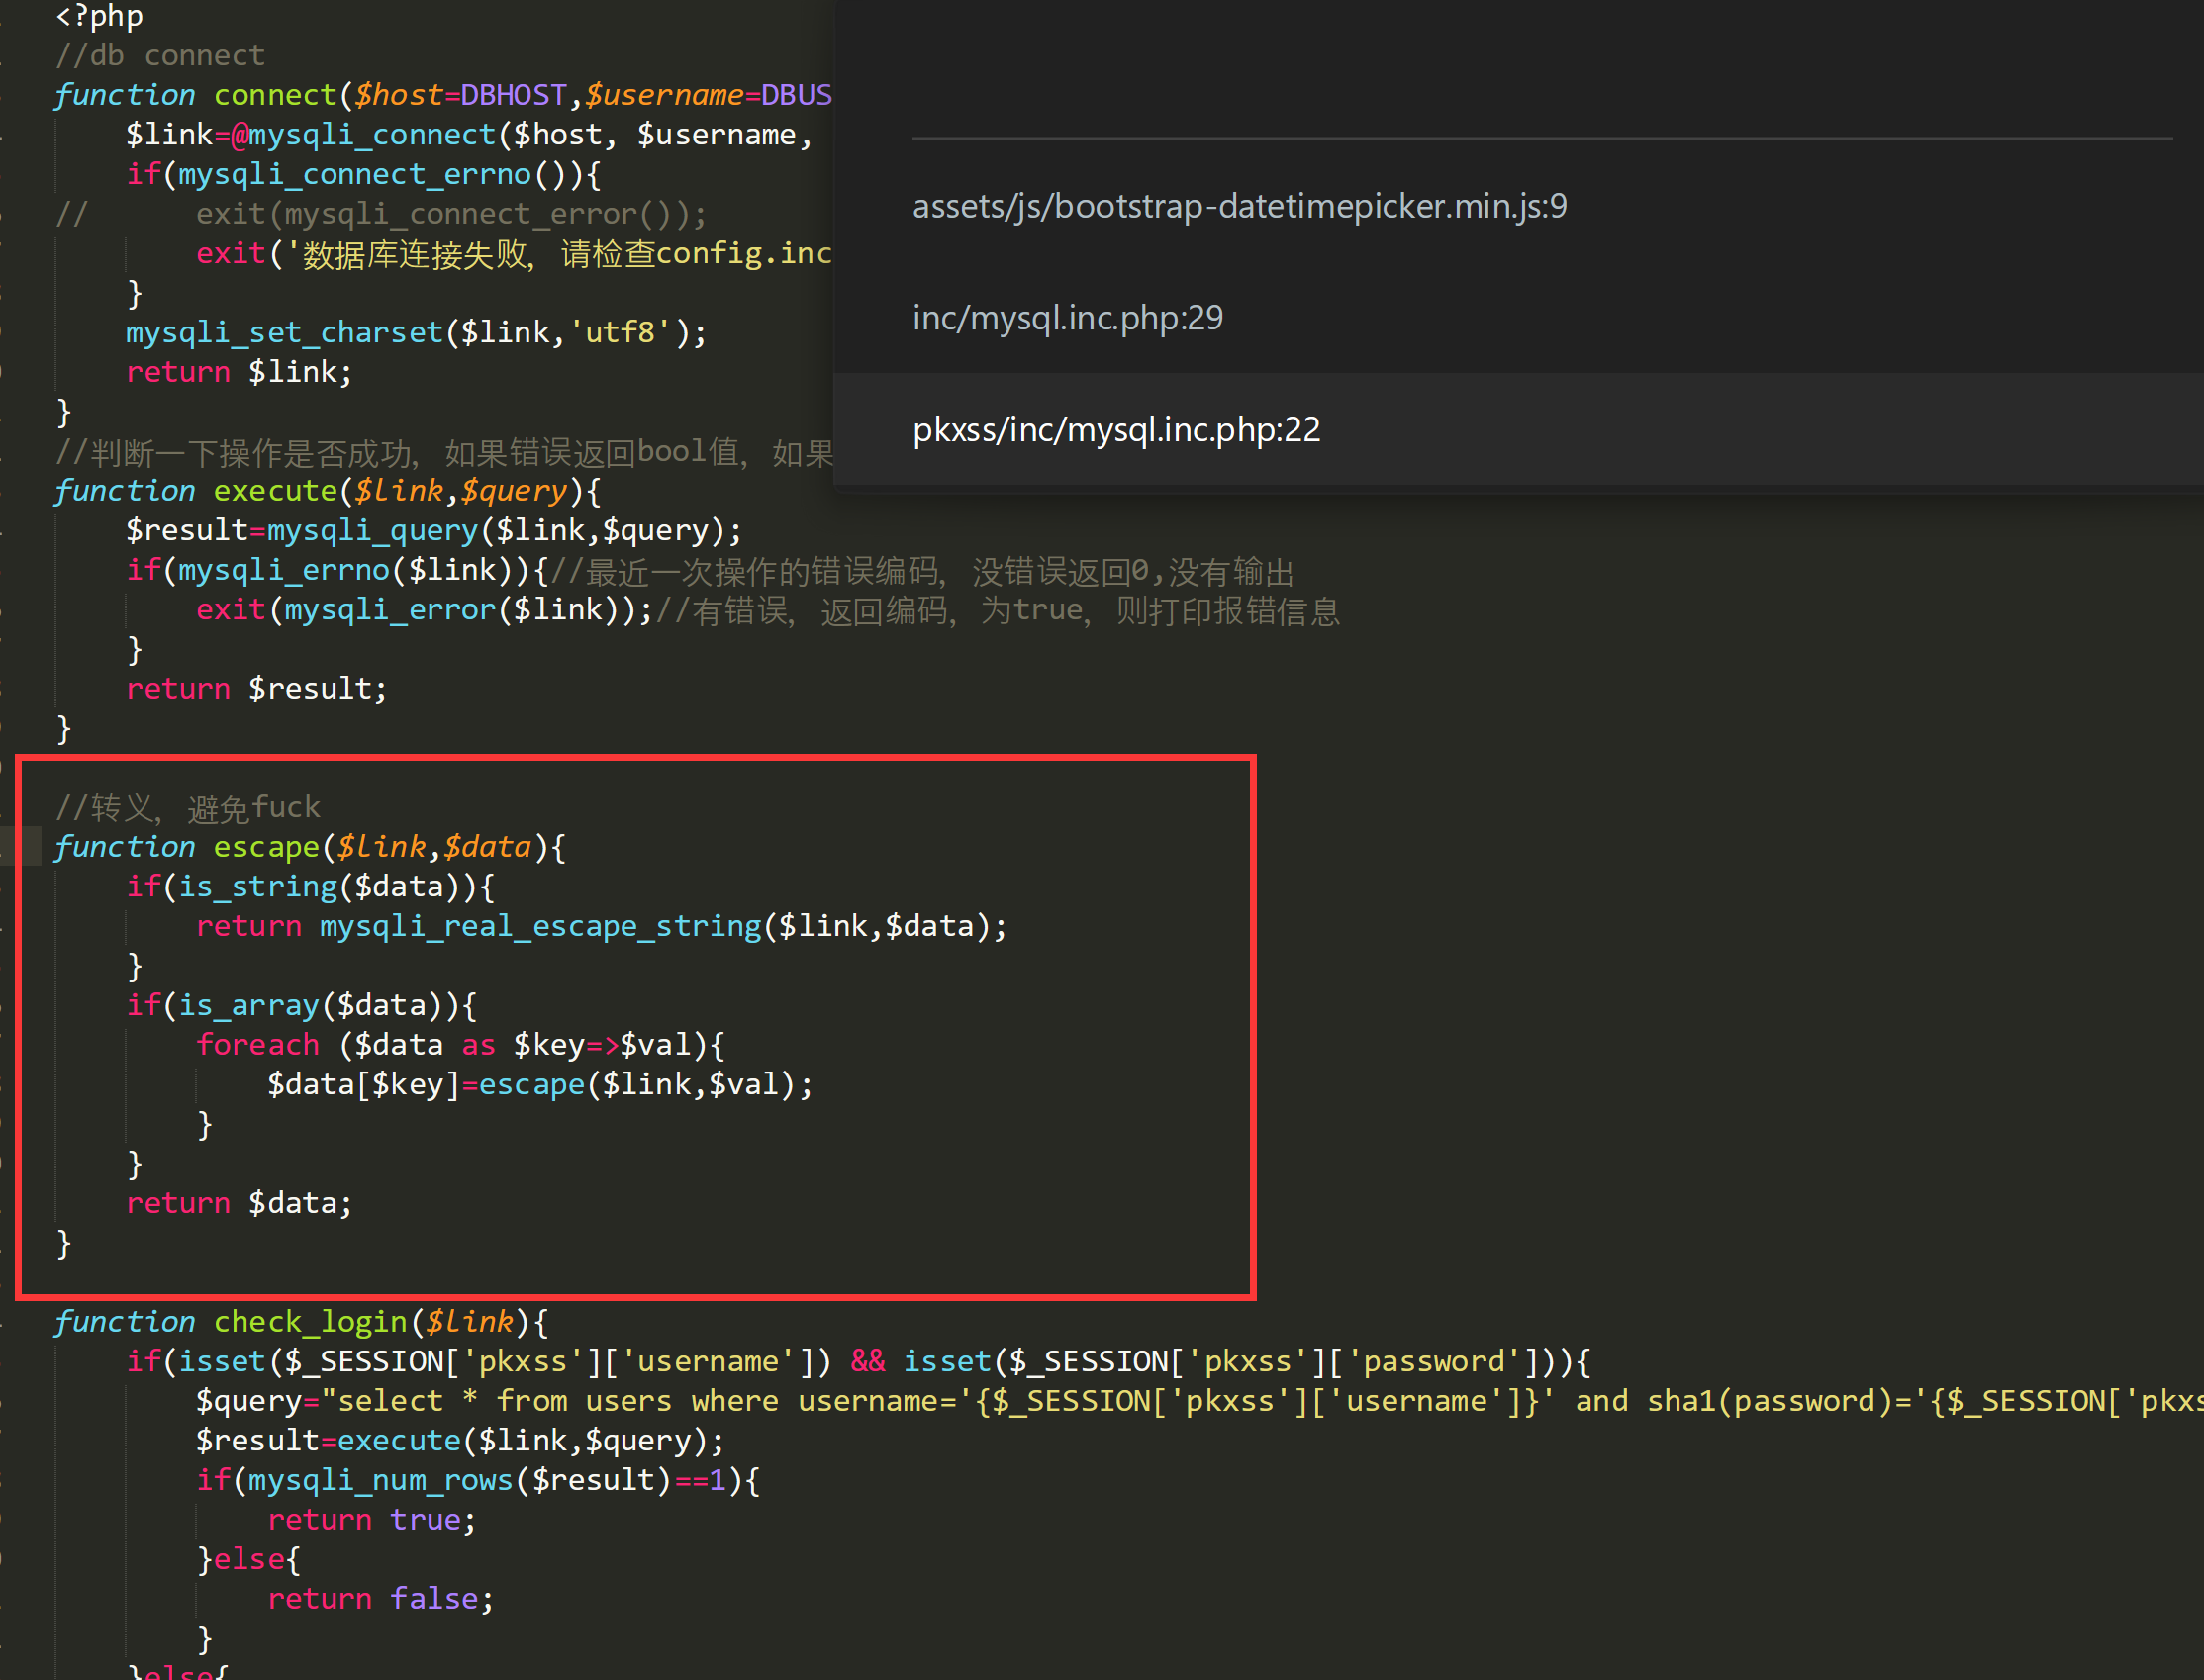 <?php
//db connect
function connect($host=DBHOST,$username=DBUS
    $link=@mysqli_connect($host, $username,
    if(mysqli_connect_errno()){
//      exit(mysqli_connect_error());
        exit('数据库连接失败，请检查config.inc
    }
    mysqli_set_charset($link,'utf8');
    return $link;
}
//判断一下操作是否成功，如果错误返回bool值，如果
function execute($link,$query){
    $result=mysqli_query($link,$query);
    if(mysqli_errno($link)){//最近一次操作的错误编码，没错误返回0,没有输出
        exit(mysqli_error($link));//有错误，返回编码，为true，则打印报错信息
    }
    return $result;
}
//转义，避免fuck
function escape($link,$data){
    if(is_string($data)){
        return mysqli_real_escape_string($link,$data);
    }
    if(is_array($data)){
        foreach ($data as $key=>$val){
            $data[$key]=escape($link,$val);
        }
    }
    return $data;
}
function check_login($link){
    if(isset($_SESSION['pkxss']['username']) && isset($_SESSION['pkxss']['password'])){
        $query="select * from users where username='{$_SESSION['pkxss']['username']}' and sha1(password)='{$_SESSION['pkxs
        $result=execute($link,$query);
        if(mysqli_num_rows($result)==1){
            return true;
        }else{
            return false;
        }
    }else{
assets/js/bootstrap-datetimepicker.min.js:9
inc/mysql.inc.php:29
pkxss/inc/mysql.inc.php:22